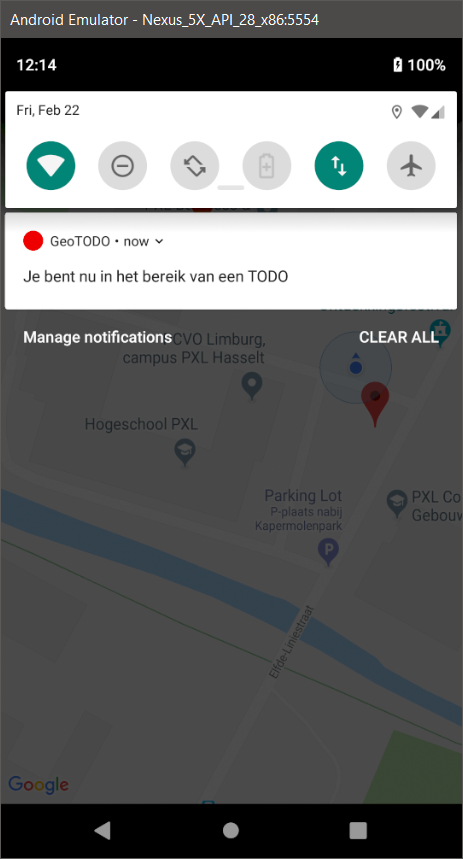 Android Emulator - Nexus_5X_API_28_x86:5554
12:14
100%
Fri, Feb 22
GeoTODO • now
Je bent nu in het bereik van een TODO
Manage notifications
CLEAR ALL
CVO Limburg,
campus PXL Hasselt
Hogeschool PXL
Parking Lot
P-plaats nabij
Kapermolenpark
P
PXL Co
Gebouw
Elfde-Liniestraat
Google